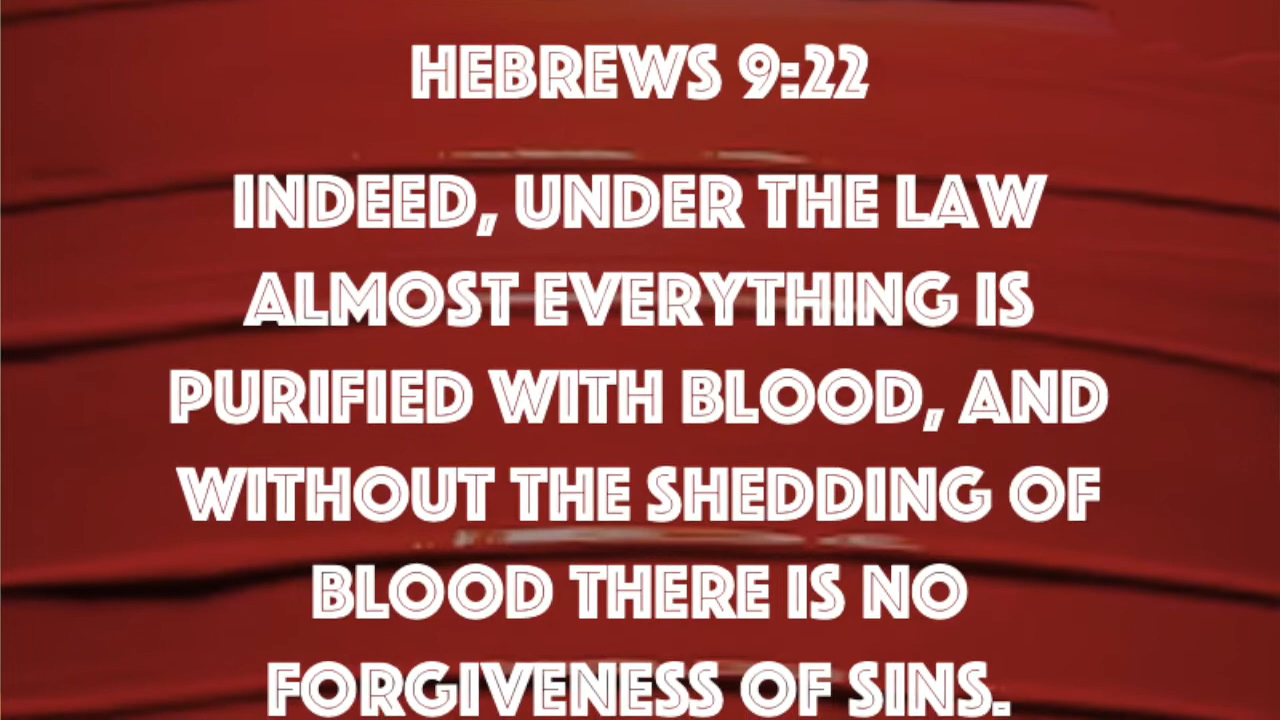 HEBREWS 9:22
INDEED, UNDER THE LAW
ALMOST EVERYTHING IS
PURIFIED WITH BLOOD, AND
WITHOUT THE SHEDDING OF
BLOOD THERE IS NO
FORGIVENESS OF SINS.